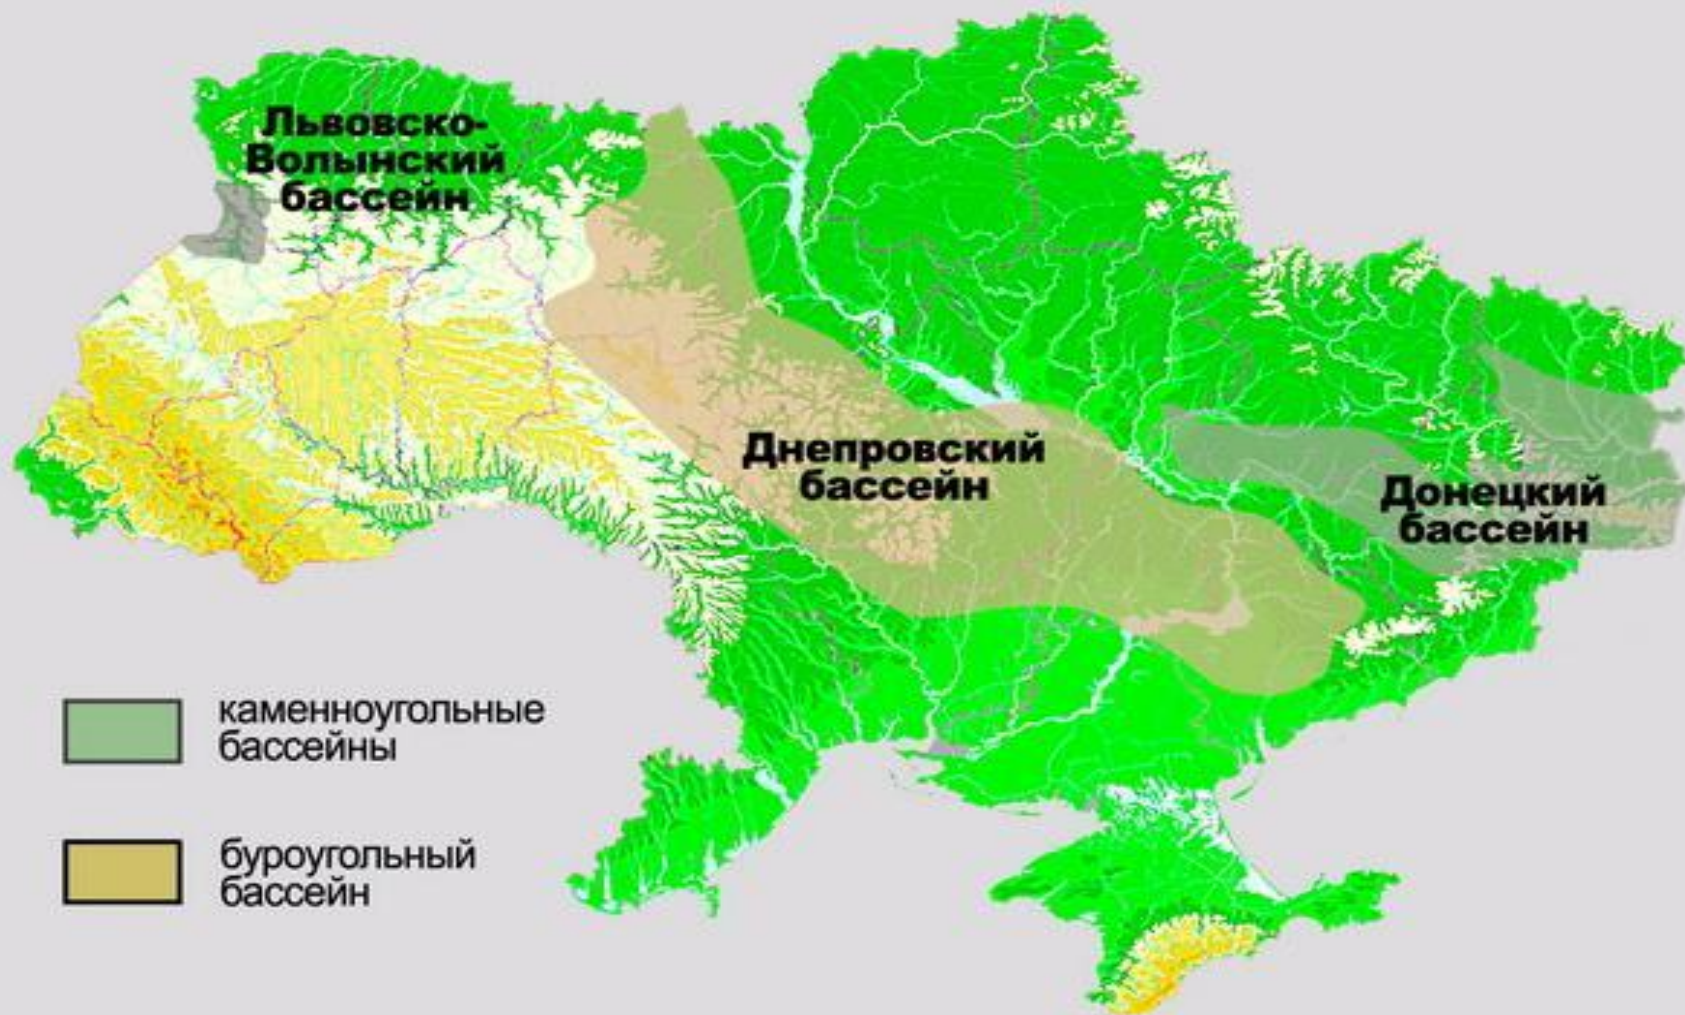 Львовско-
Волынский
бассейн
Днепровский
бассейн
Донецкий
бассейн
каменноугольные
бассейны
буроугольный
бассейн